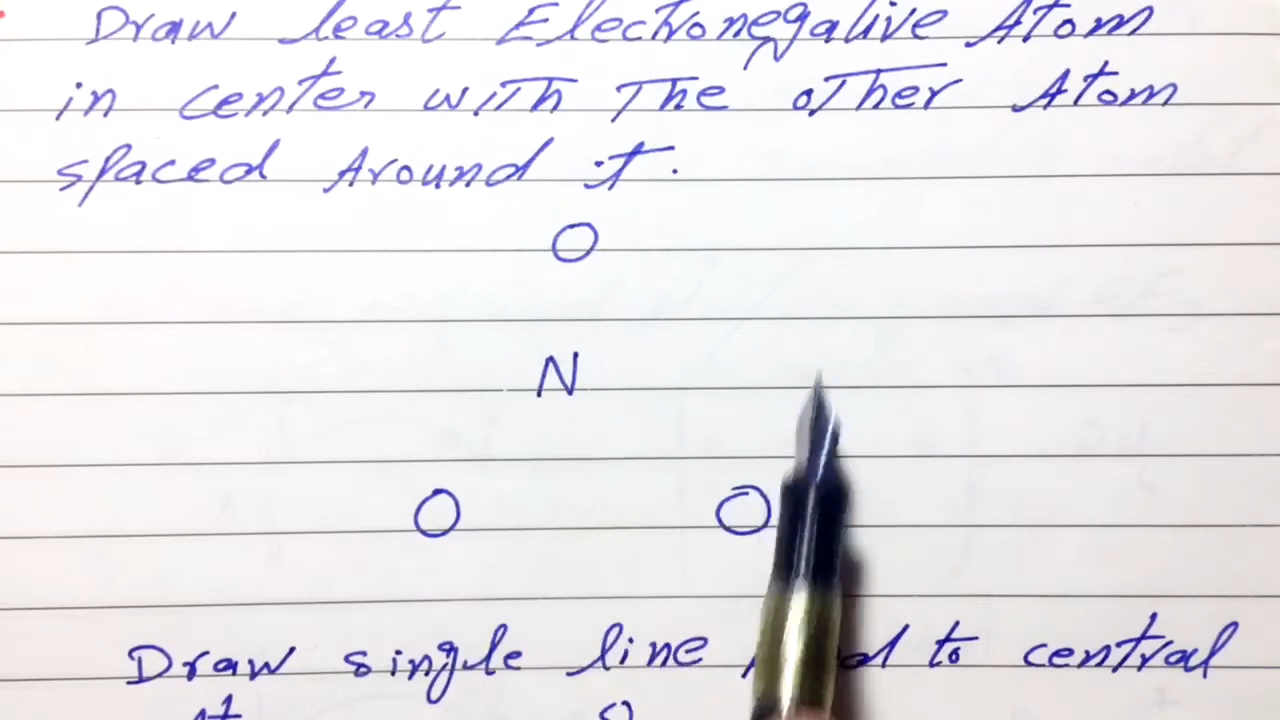 Draw least Electronegative Atom
in center with The other Atom
spaced Around it.
O
N
O O
Draw single line to central